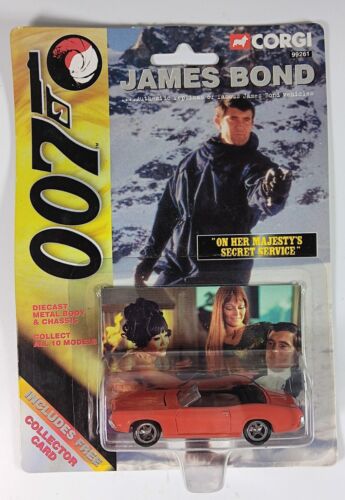 CORGI
99261
JAMES BOND
....Authentic replicas of famous James Bond vehicles
007
TM
"ON HER MAJESTY'S
SECRET SERVICE"
DIECAST
METAL BODY
& CHASSIS
COLLECT
ALL 10 MODELS
INCLUDES FREE
COLLECTOR
CARD